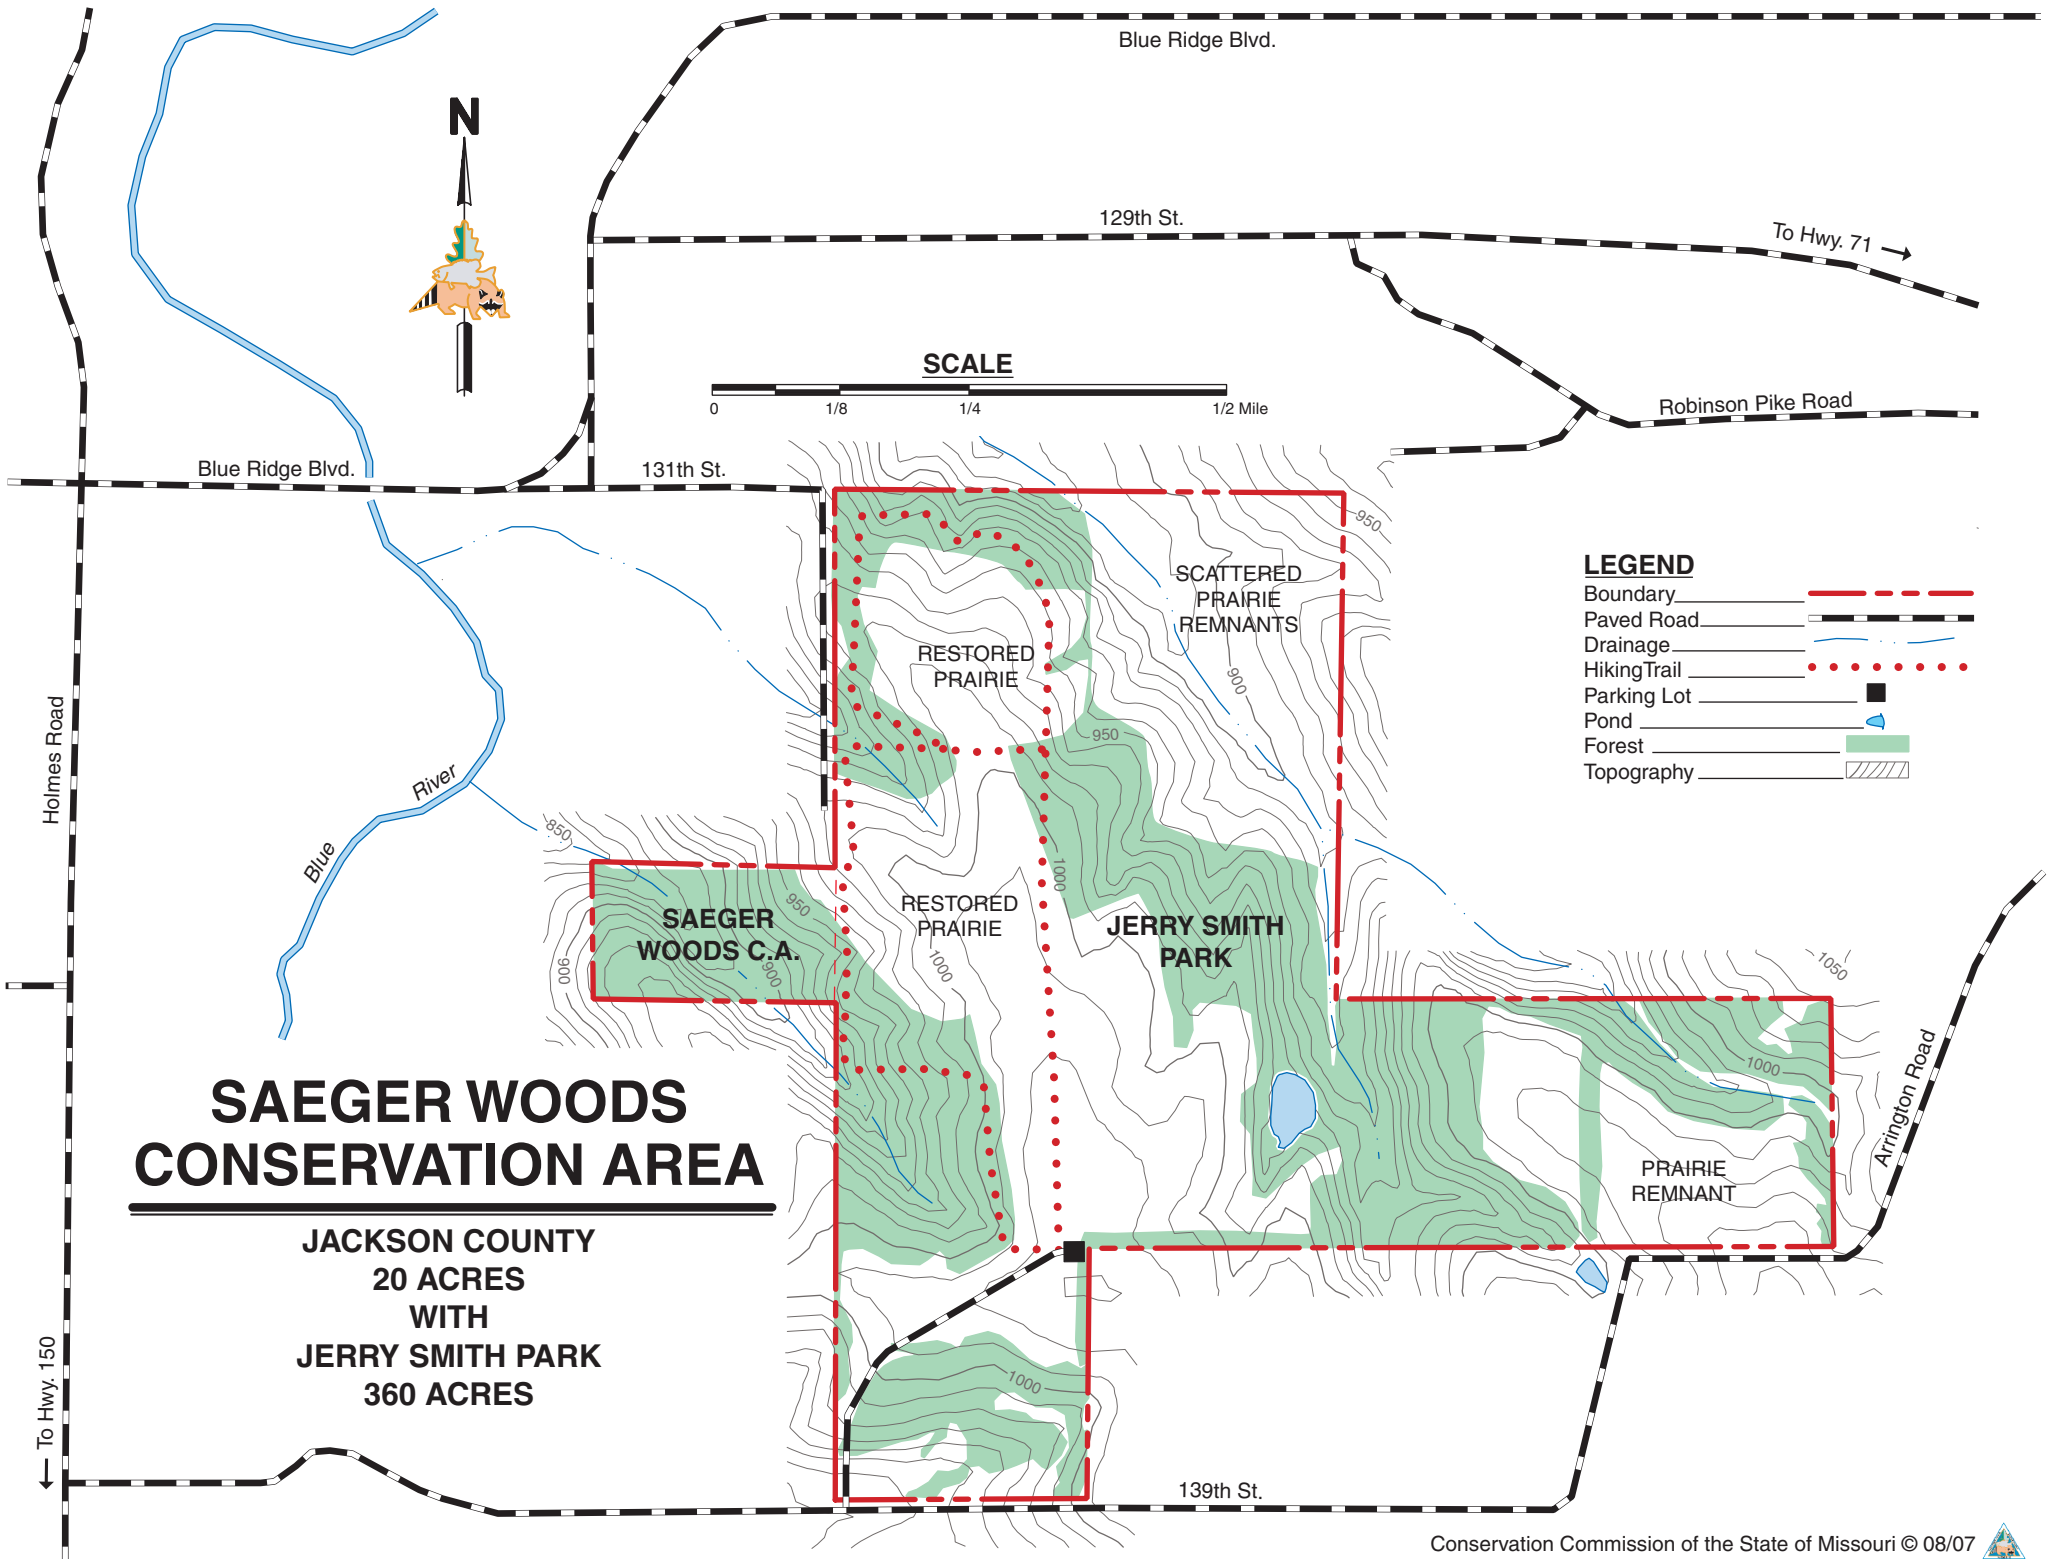 Blue Ridge Blvd.
N
129th St.
To Hwy. 71
SCALE
0 1/8 1/4 1/2 Mile
Robinson Pike Road
Blue Ridge Blvd.
131th St.
950
SCATTERED
PRAIRIE
REMNANTS
LEGEND
Boundary
Paved Road
Drainage
HikingTrail
Parking Lot
Pond
Forest
Topography
RESTORED
PRAIRIE
900
950
Holmes Road
Blue River
850
1000
950
RESTORED
PRAIRIE
SAEGER
WOODS C.A.
JERRY SMITH
PARK
900
900
1000
1050
1000
Arrington Road
PRAIRIE
REMNANT
SAEGER WOODS
CONSERVATION AREA
JACKSON COUNTY
20 ACRES
WITH
JERRY SMITH PARK
360 ACRES
To Hwy. 150
1000
139th St.
Conservation Commission of the State of Missouri © 08/07